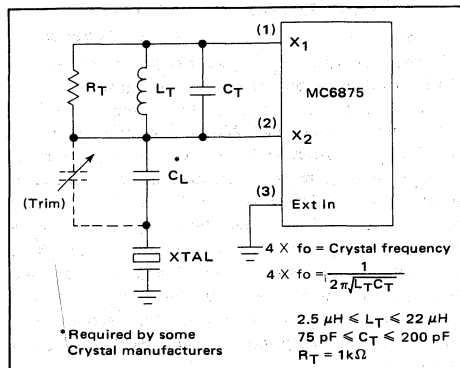 (1)
X1
RT
LT
CT
MC6875
(2)
X2
*
CL
(Trim)
(3)
Ext In
XTAL
4 X fo = Crystal frequency
4 X fo = 1
2π√LTCT
*Required by some
Crystal manufacturers
2.5 μH ⩽ LT ⩽ 22 μH
75 pF ⩽ CT ⩽ 200 pF
RT = 1kΩ